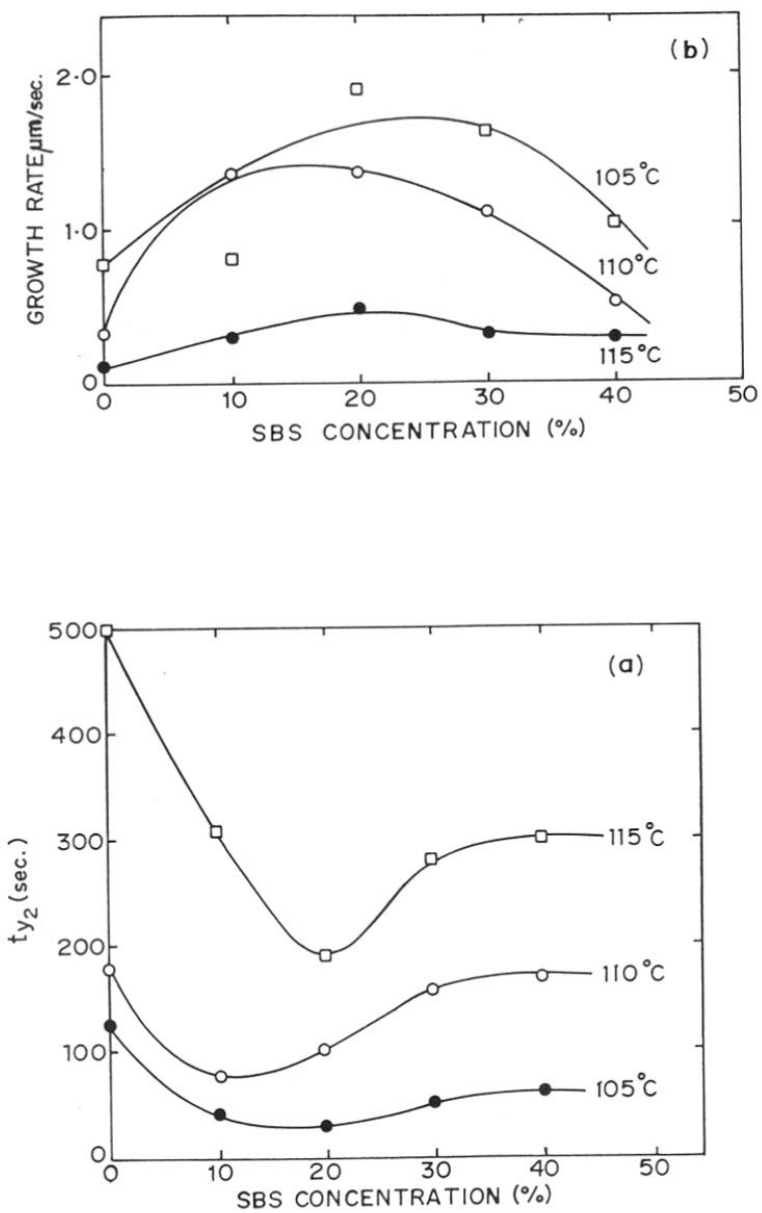 (b)
2·0
1·0
0
GROWTH RATE μm/sec.
105°C
110°C
115°C
0 10 20 30 40 50
SBS CONCENTRATION (%)
(a)
500
400
300
200
100
0
ty2 (sec.)
115°C
110°C
105°C
0 10 20 30 40 50
SBS CONCENTRATION (%)